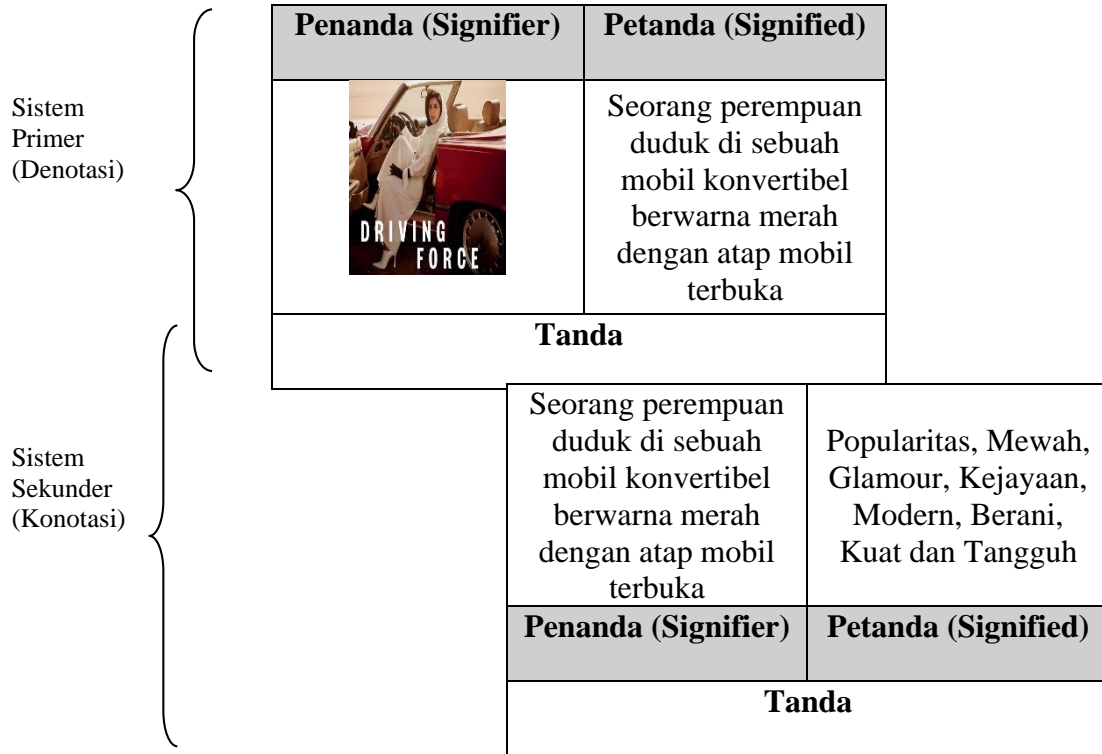 Penanda (Signifier)
Petanda (Signified)
Sistem
Primer
(Denotasi)
DRIVING
FORCE
Seorang perempuan
duduk di sebuah
mobil konvertibel
berwarna merah
dengan atap mobil
terbuka
Tanda
Sistem
Sekunder
(Konotasi)
Seorang perempuan
duduk di sebuah
mobil konvertibel
berwarna merah
dengan atap mobil
terbuka
Popularitas, Mewah,
Glamour, Kejayaan,
Modern, Berani,
Kuat dan Tangguh
Penanda (Signifier)
Petanda (Signified)
Tanda